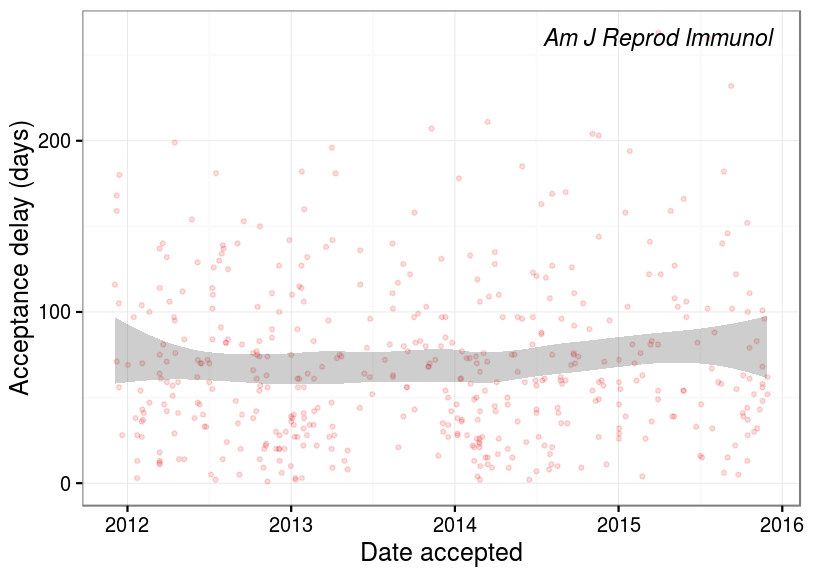 Am J Reprod Immunol
Acceptance delay (days)
200
100
0
2012 2013 2014 2015 2016
Date accepted